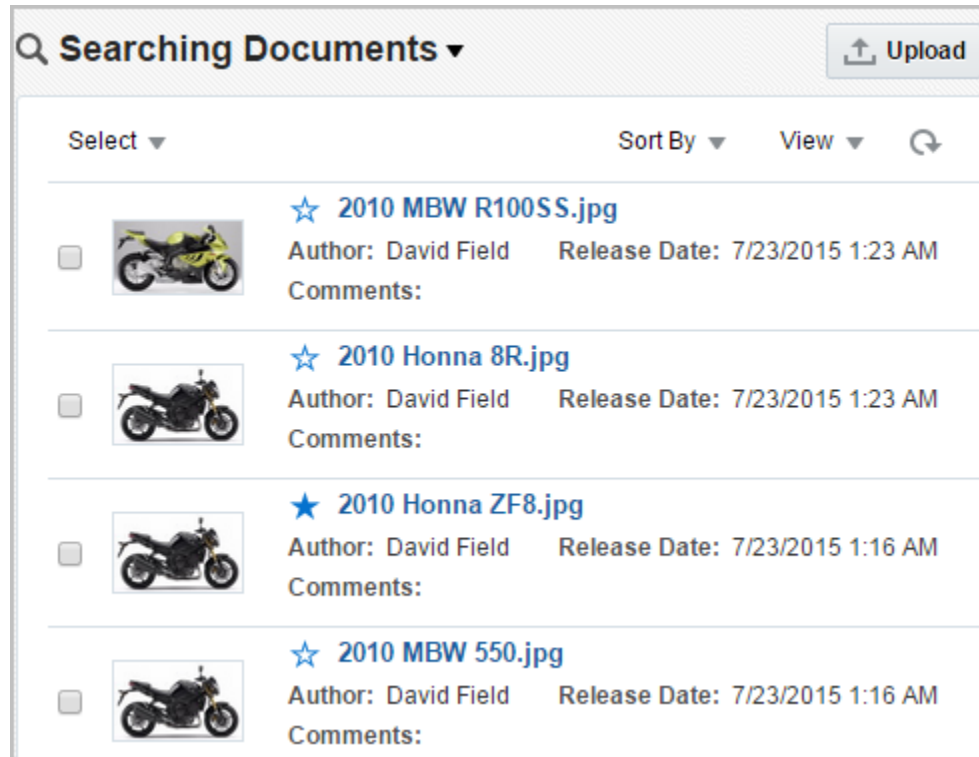 Searching Documents
Upload
Select
Sort By
View
2010 MBW R100SS.jpg
Author: David Field Release Date: 7/23/2015 1:23 AM
Comments:
2010 Honna 8R.jpg
Author: David Field Release Date: 7/23/2015 1:23 AM
Comments:
2010 Honna ZF8.jpg
Author: David Field Release Date: 7/23/2015 1:16 AM
Comments:
2010 MBW 550.jpg
Author: David Field Release Date: 7/23/2015 1:16 AM
Comments: